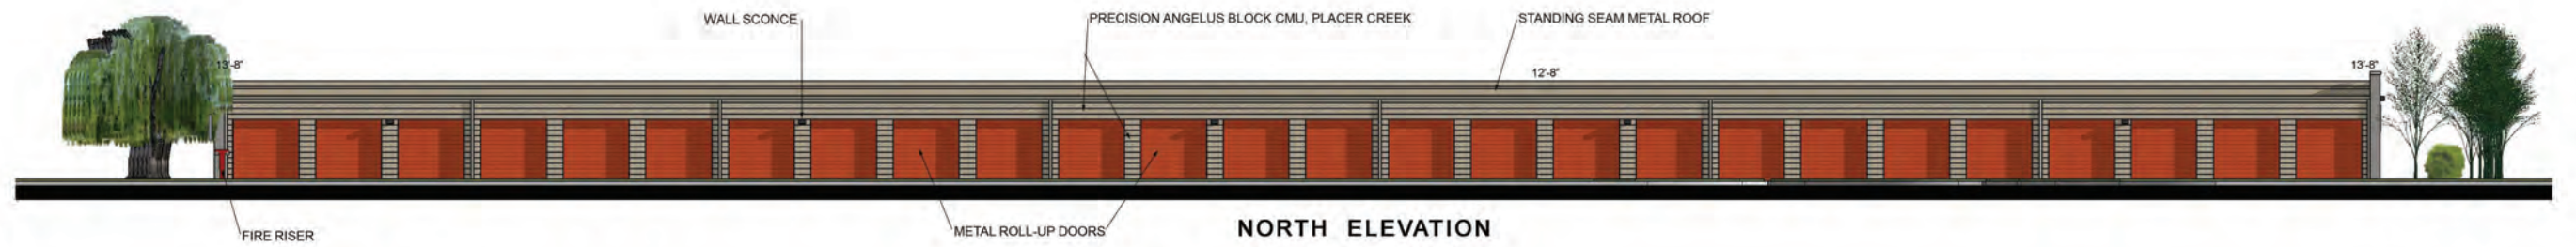 WALL SCONCE
PRECISION ANGELUS BLOCK CMU, PLACER CREEK
STANDING SEAM METAL ROOF
13'-8"
12'-8"
13'-8"
FIRE RISER
METAL ROLL-UP DOORS
NORTH ELEVATION